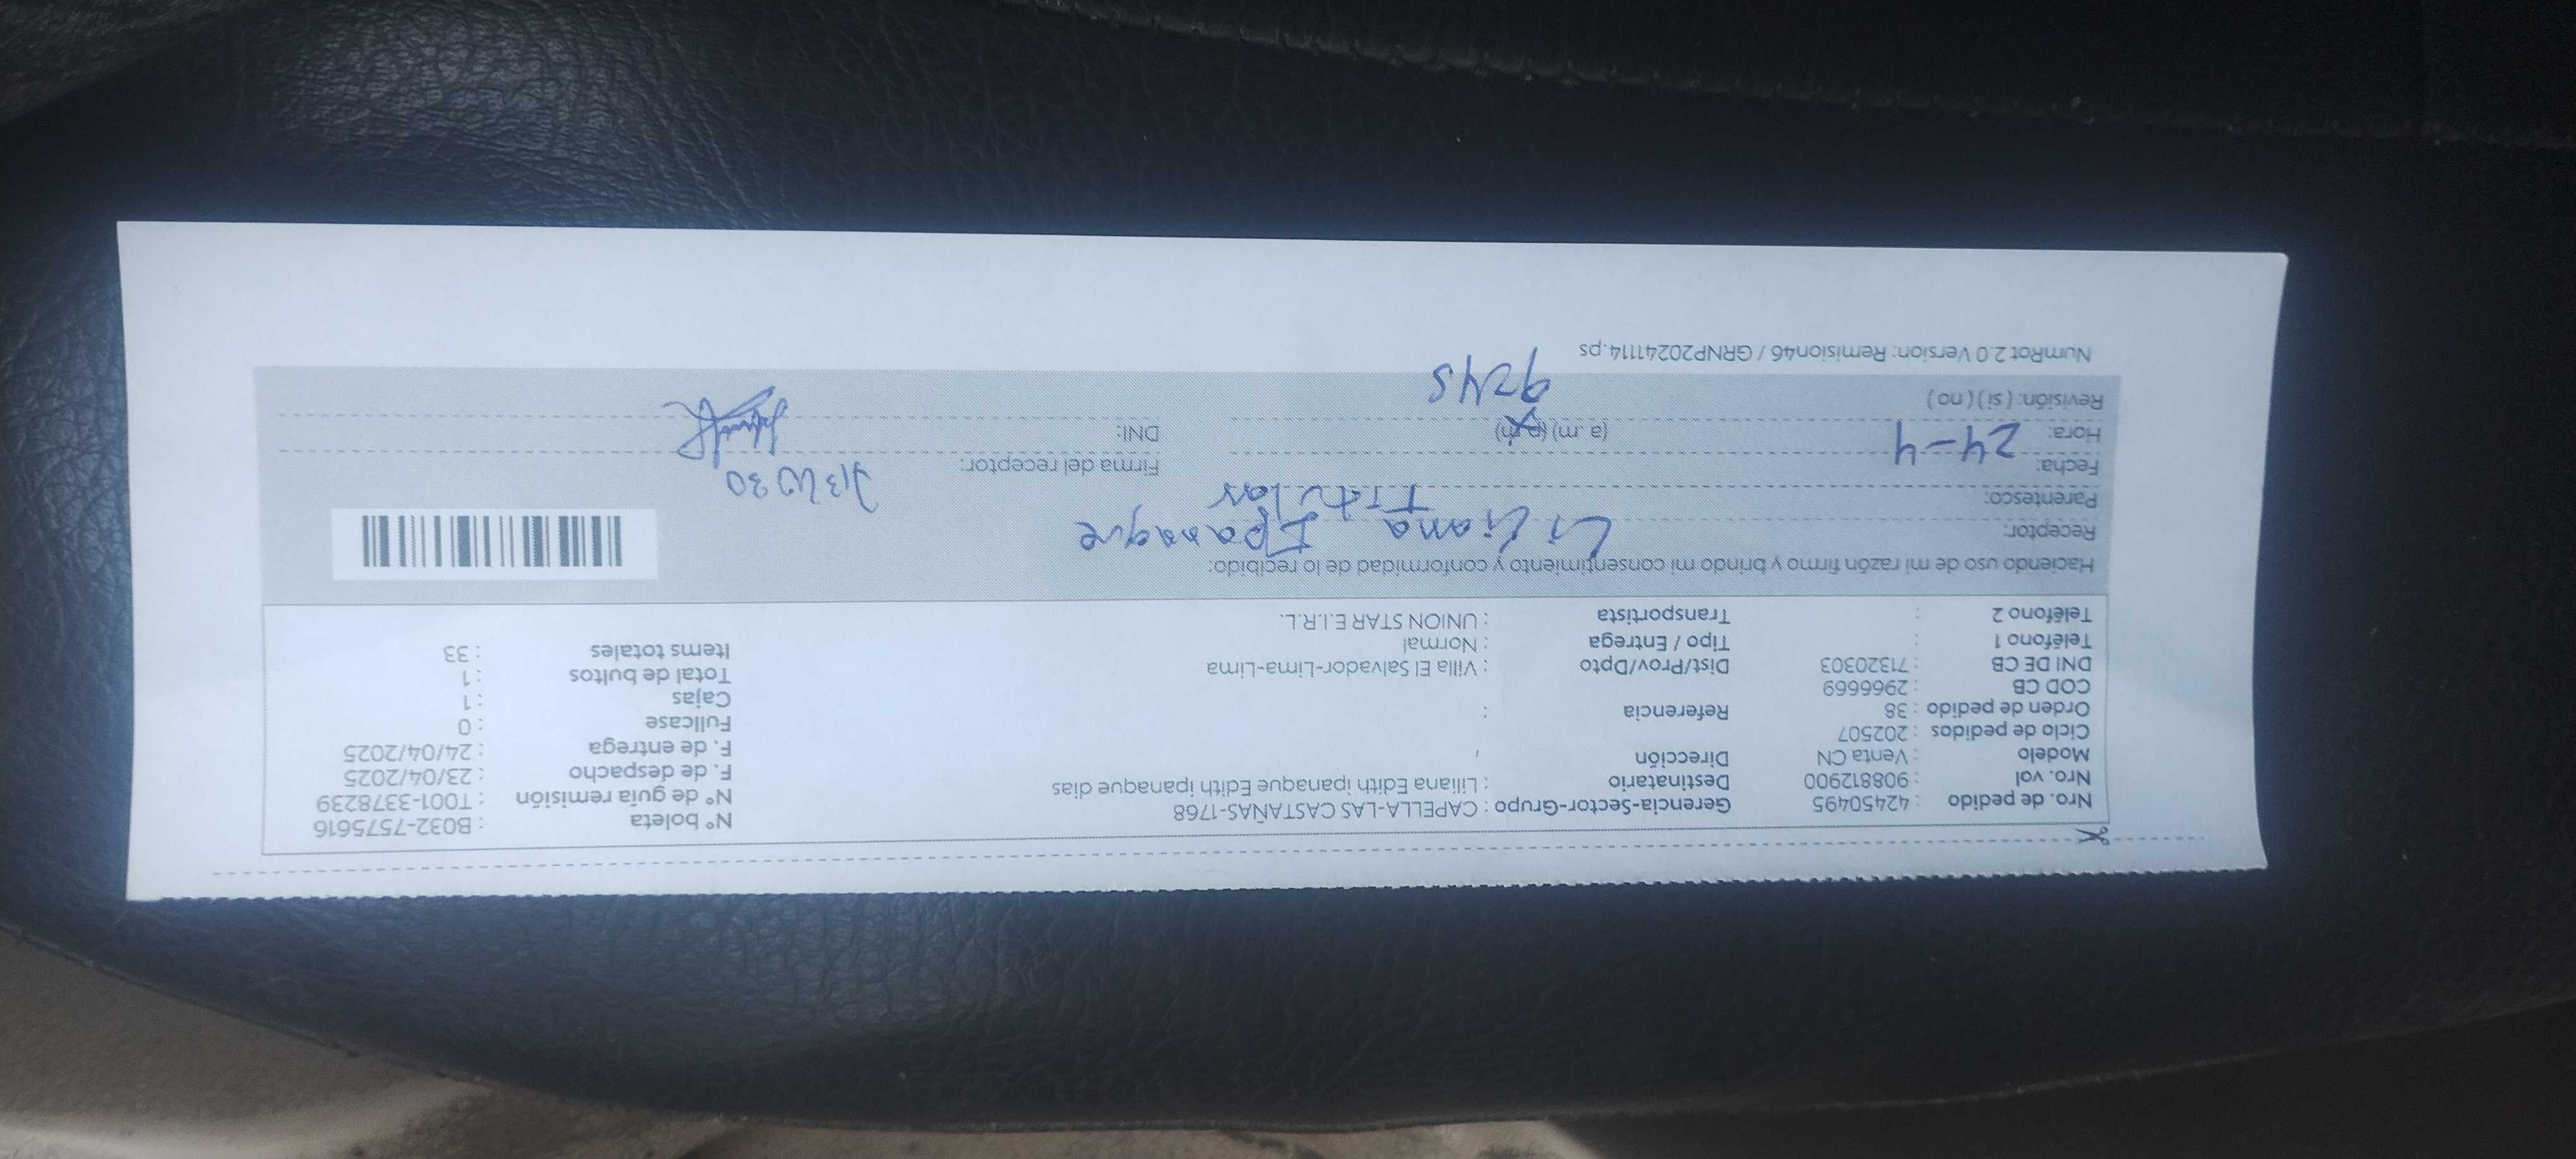 Nro. de pedido : 42450495 Gerencia-Sector-Grupo : CAPELLA-LAS CASTAÑAS-1768 N° boleta : B032-7575616
Nro. vol : 908812900 Destinatario : Liliana Edith ipanaque Edith ipanaque dias N° de guía remisión : T001-3378239
Modelo : Venta CN Dirección , F. de despacho : 23/04/2025
Ciclo de pedidos : 202507 F. de entrega : 24/04/2025
Orden de pedido : 38 Referencia : Fullcase : 0
COD CB : 2966669 Cajas : 1
DNI DE CB : 71320303 Dist/Prov/Dpto : Villa El Salvador-Lima-Lima Total de bultos : 1
Teléfono 1 : Tipo / Entrega : Normal Items totales : 33
Teléfono 2 : Transportista : UNION STAR E.I.R.L.
Haciendo uso de mi razón firmo y brindo mi consentimiento y conformidad de lo recibido:
Receptor: Liliana Ipanaque
Parentesco: Titular
Fecha: 24-4 Firma del receptor:
Hora: (a .m) (p.m) DNI:
Revisión: ( si ) ( no ) 9:45
NumRot 2.0 Version: Remision46 / GRNP20241114.ps